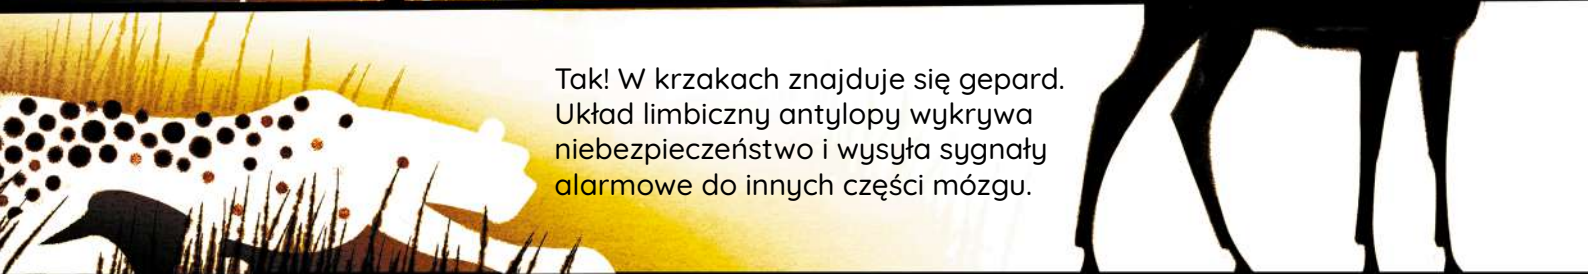 Tak! W krzakach znajduje się gepard.
Układ limbiczny antylopy wykrywa
niebezpieczeństwo i wysyła sygnały
alarmowe do innych części mózgu.